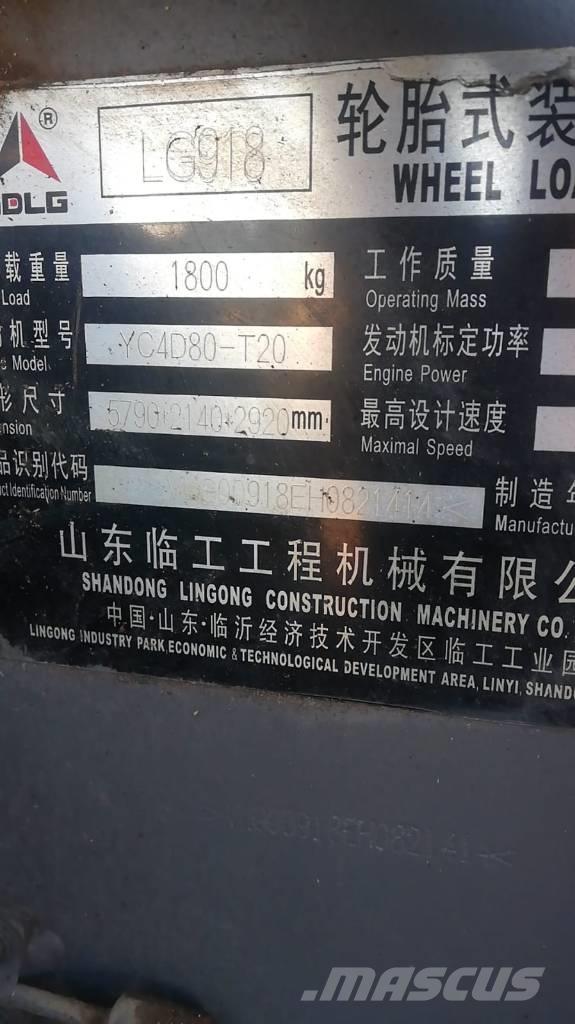 ®
LG918
轮胎式装
WHEEL LOA
SDLG
载重量
Load
1800 kg
工作质量
Operating Mass
机型号
Model
YC4D80-T20
发动机标定功率
Engine Power
形尺寸
5790*2140*2920mm
最高设计速度
Maximal Speed
品识别代码
Identification Number
制造年
Manufactu
山东临工工程机械有限公
SHANDONG LINGONG CONSTRUCTION MACHINERY CO.
中国·山东·临沂经济技术开发区临工工业园
LINGONG INDUSTRY PARK ECONOMIC & TECHNOLOGICAL DEVELOPMENT AREA, LINYI, SHANDO
MASCUS